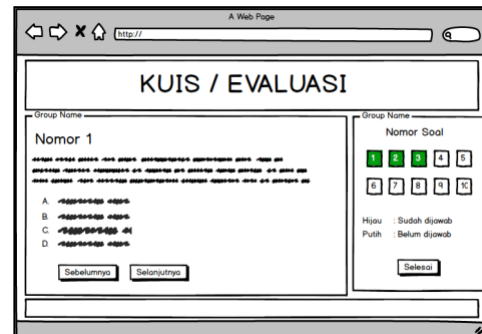 A Web Page
http://
KUIS / EVALUASI
Group Name
Nomor 1
A.
B.
C.
D.
Sebelumnya Selanjutnya
Group Name
Nomor Soal
1 2 3 4 5
6 7 8 9 10
Hijau : Sudah dijawab
Putih : Belum dijawab
Selesai